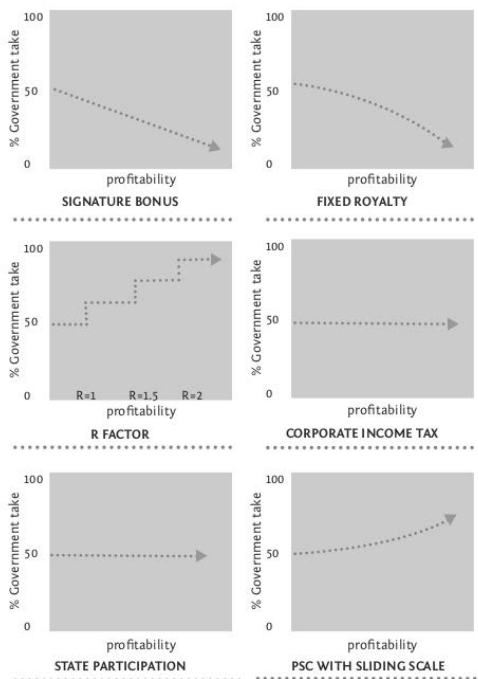 100
50
0
% Government take
profitability
SIGNATURE BONUS
100
50
0
% Government take
profitability
FIXED ROYALTY
100
50
0
% Government take
R=1 R=1.5 R=2
profitability
R FACTOR
100
50
0
% Government take
profitability
CORPORATE INCOME TAX
100
50
0
% Government take
profitability
STATE PARTICIPATION
100
50
0
% Government take
profitability
PSC WITH SLIDING SCALE